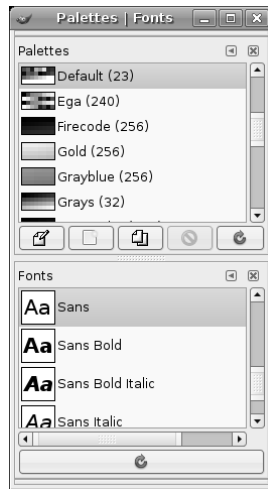 Palettes | Fonts
Palettes
Default (23)
Ega (240)
Firecode (256)
Gold (256)
Grayblue (256)
Grays (32)
Fonts
Aa Sans
Aa Sans Bold
Aa Sans Bold Italic
Aa Sans Italic